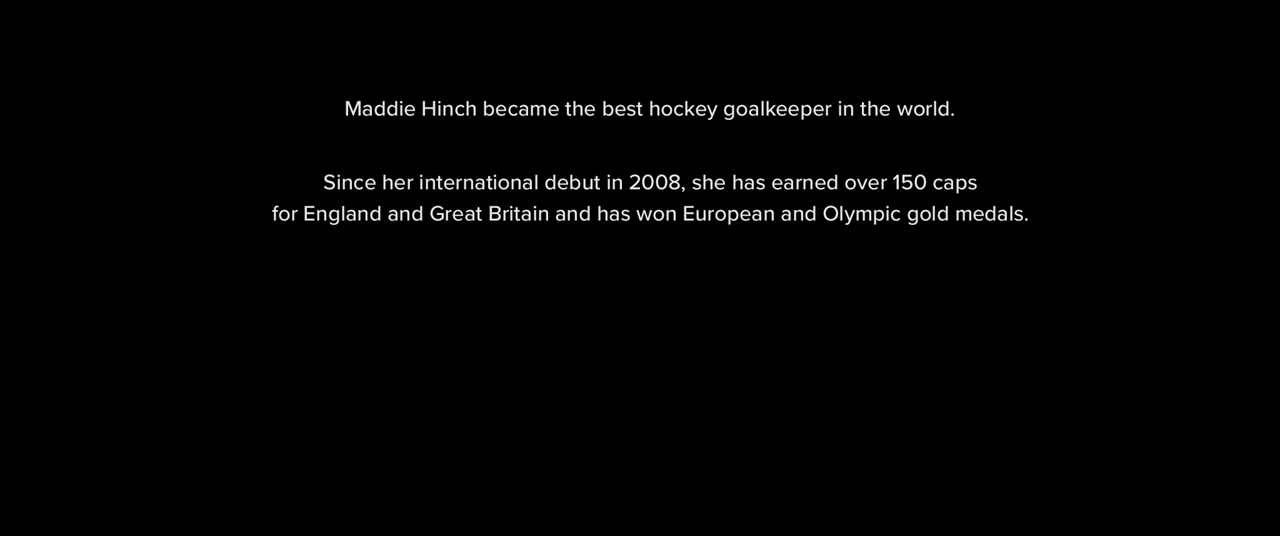 Maddie Hinch became the best hockey goalkeeper in the world.
Since her international debut in 2008, she has earned over 150 caps
for England and Great Britain and has won European and Olympic gold medals.